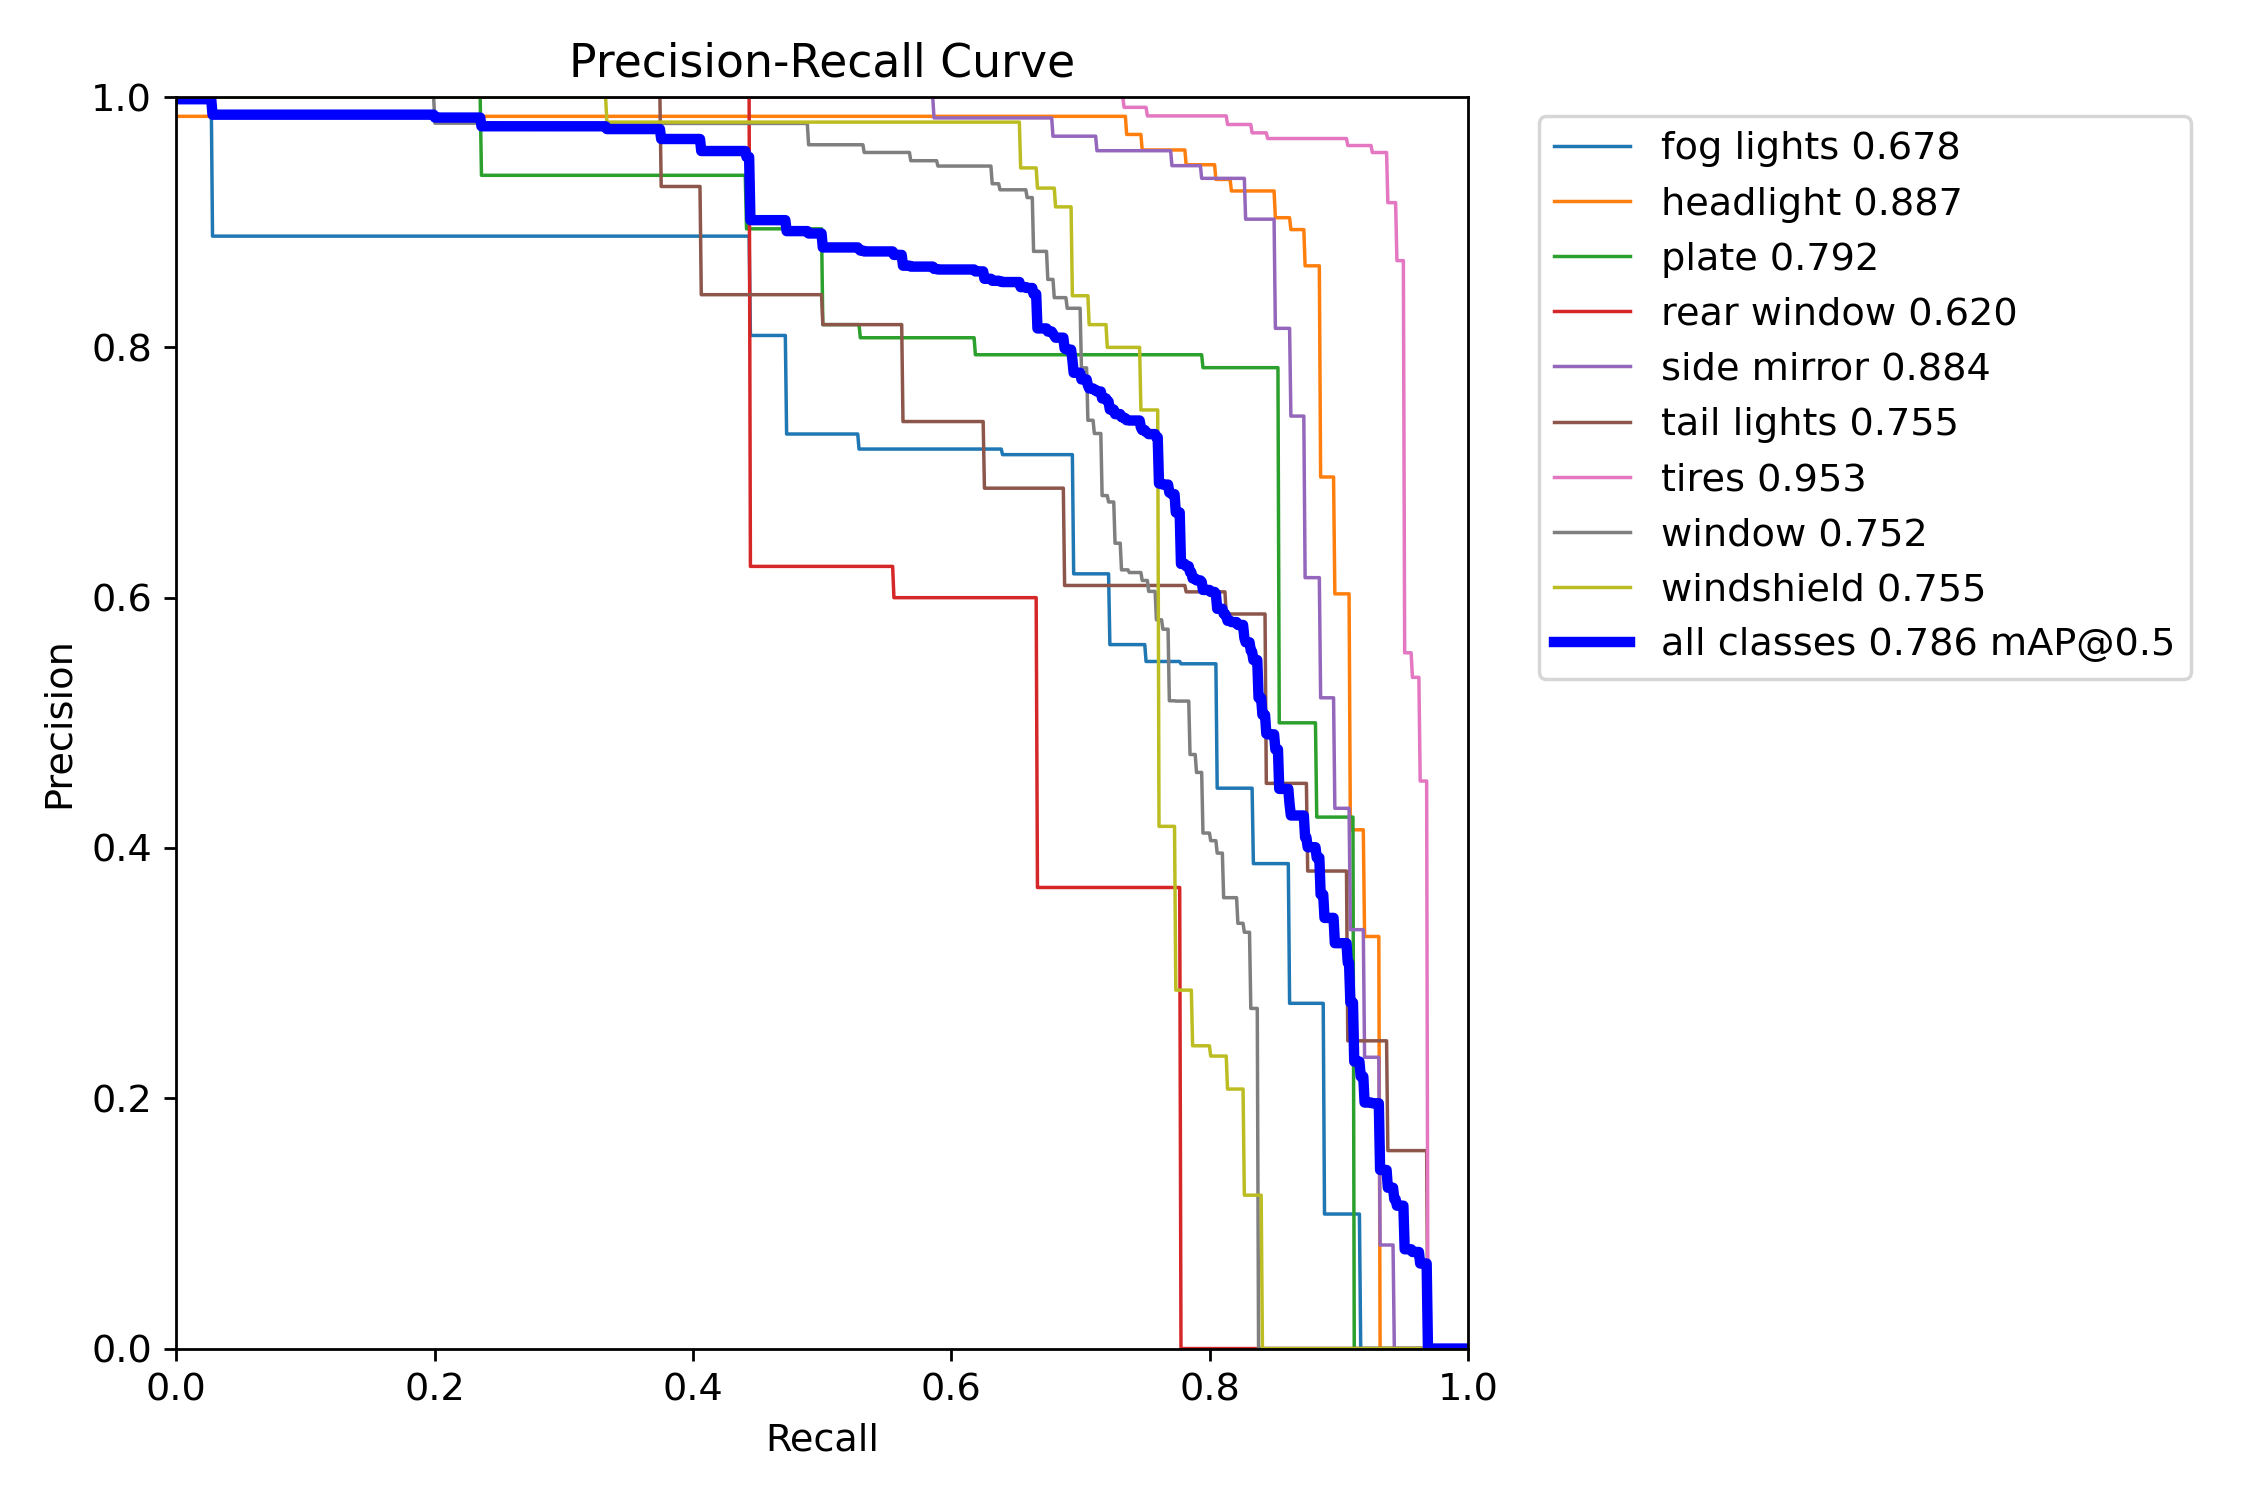 Precision-Recall Curve
1.0
0.8
0.6
0.4
0.2
0.0
Precision
0.0 0.2 0.4 0.6 0.8 1.0
Recall
fog lights 0.678
headlight 0.887
plate 0.792
rear window 0.620
side mirror 0.884
tail lights 0.755
tires 0.953
window 0.752
windshield 0.755
all classes 0.786 mAP@0.5